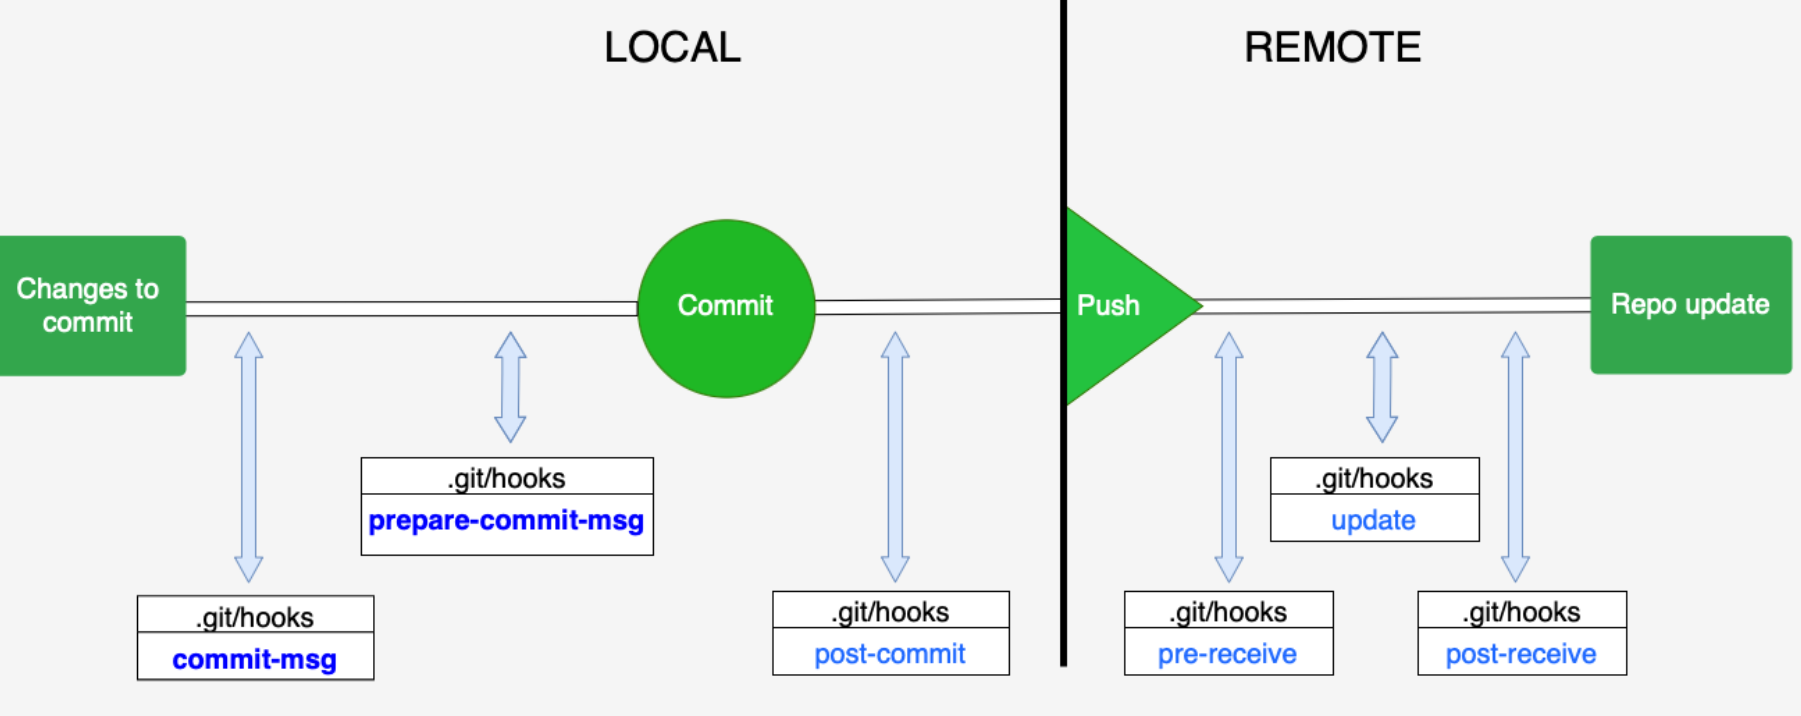 LOCAL
REMOTE
Changes to
commit
Commit
Push
Repo update
.git/hooks
commit-msg
.git/hooks
prepare-commit-msg
.git/hooks
post-commit
.git/hooks
pre-receive
.git/hooks
update
.git/hooks
post-receive